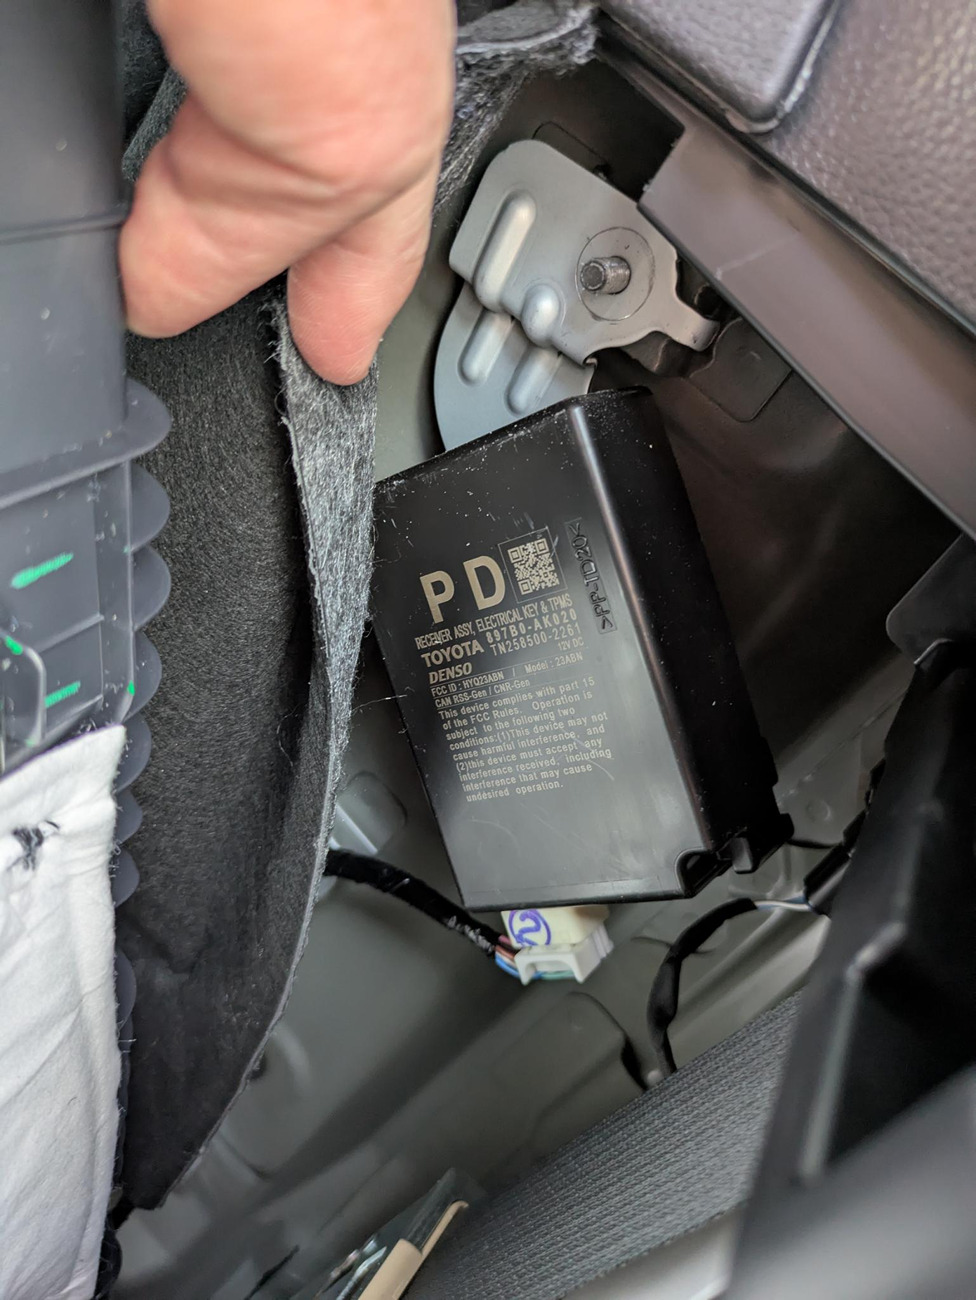 P D
RECEIVER ASSY, ELECTRICAL KEY & TPMS
TOYOTA 897B0-AK020
DENSO TN258500-2261
12V DC
FCC ID : HYQ23ABN / Model : 23ABN
CAN RSS-Gen / CNR-Gen
This device complies with part 15
of the FCC Rules. Operation is
subject to the following two
conditions:(1)This device may not
cause harmful interference, and
(2)this device must accept any
interference received, including
interference that may cause
undesired operation.
>PP-TD20<
2